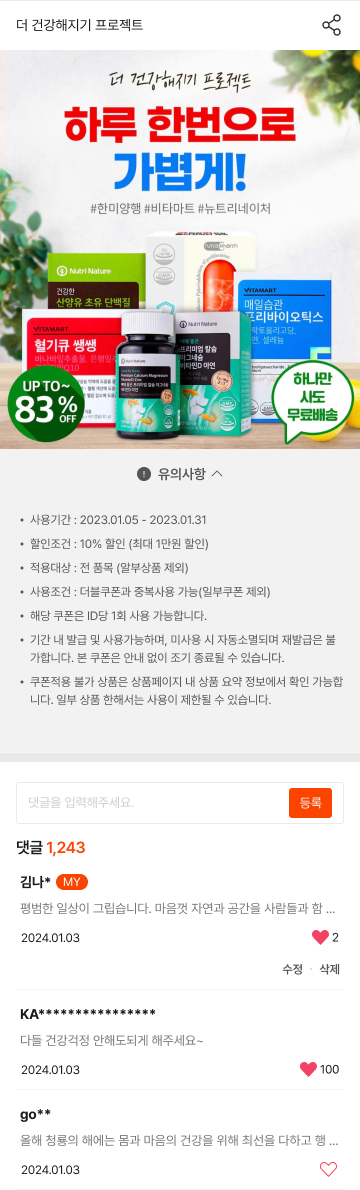 더 건강해지기 프로젝트
더 건강해지기 프로젝트
하루 한번으로
가볍게!
#한미양행 #비타마트 #뉴트리네이처
Nutri Nature
건강한
산양유 초유 단백질
VITAMART
혈기큐 쌩쌩
VITAMART
매일습관
프리바이오틱스
Nutri Nature
프리미엄 칼슘
마그네슘
비타민D 아연
UP TO~
83%
OFF
하나만
사도
무료배송
유의사항
• 사용기간 : 2023.01.05 - 2023.01.31
• 할인조건 : 10% 할인 (최대 1만원 할인)
• 적용대상 : 전 품목 (일부상품 제외)
• 사용조건 : 더블쿠폰과 중복사용 가능(일부쿠폰 제외)
• 해당 쿠폰은 ID당 1회 사용 가능합니다.
• 기간 내 발급 및 사용가능하며, 미사용 시 자동소멸되며 재발급은 불
가합니다. 본 쿠폰은 안내 없이 조기 종료될 수 있습니다.
• 쿠폰적용 불가 상품은 상품페이지 내 상품 요약 정보에서 확인 가능합
니다. 일부 상품 한해서는 사용이 제한될 수 있습니다.
댓글을 입력해주세요.
등록
댓글 1,243
김나* MY
평범한 일상이 그립습니다. 마음껏 자연과 공간을 사람들과 함 ...
2024.01.03 2
수정 · 삭제
KA****************
다들 건강걱정 안해도되게 해주세요~
2024.01.03 100
go**
올해 청룡의 해에는 몸과 마음의 건강을 위해 최선을 다하고 행 ...
2024.01.03